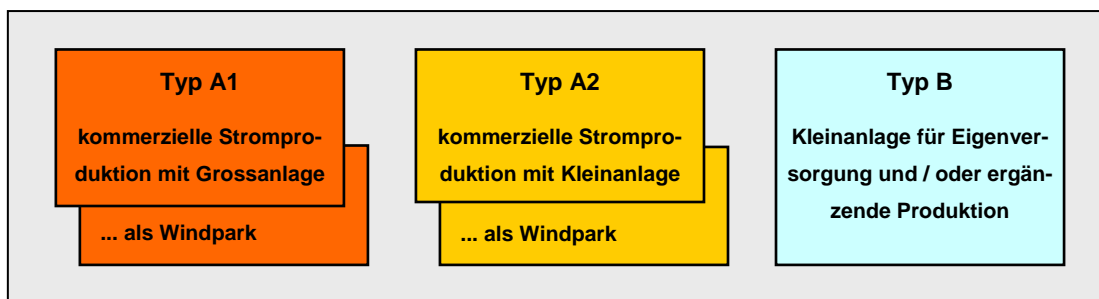 Typ A1
kommerzielle Strompro-
duktion mit Grossanlage
... als Windpark
Typ A2
kommerzielle Strompro-
duktion mit Kleinanlage
... als Windpark
Typ B
Kleinanlage für Eigenver-
sorgung und / oder ergän-
zende Produktion